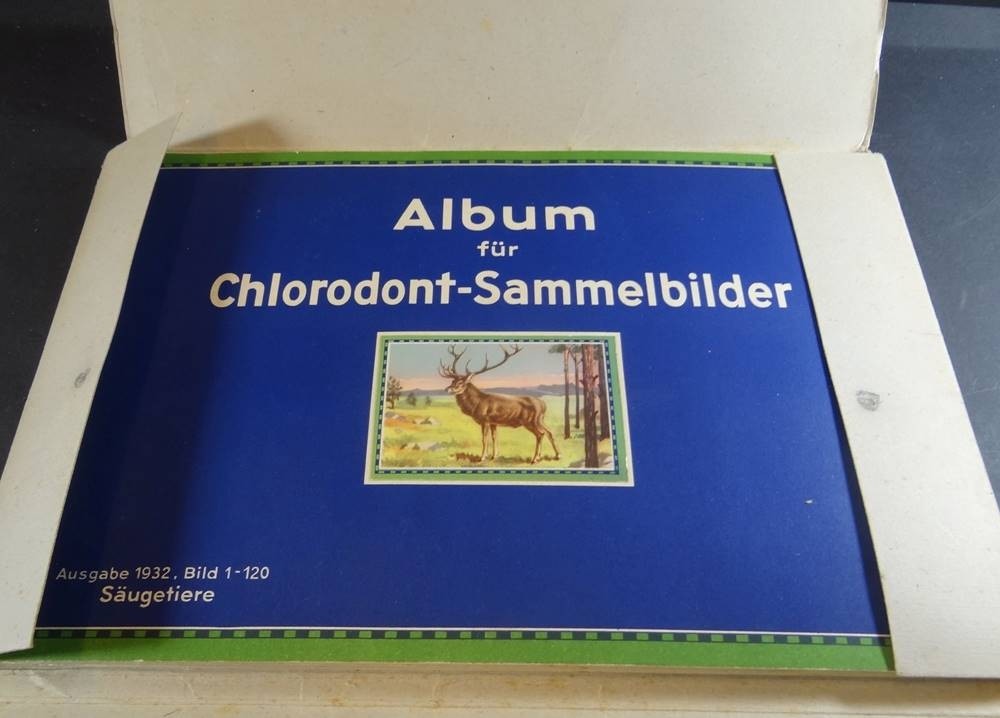 Album
für
Chlorodont-Sammelbilder
Ausgabe 1932. Bild 1-120
Säugetiere